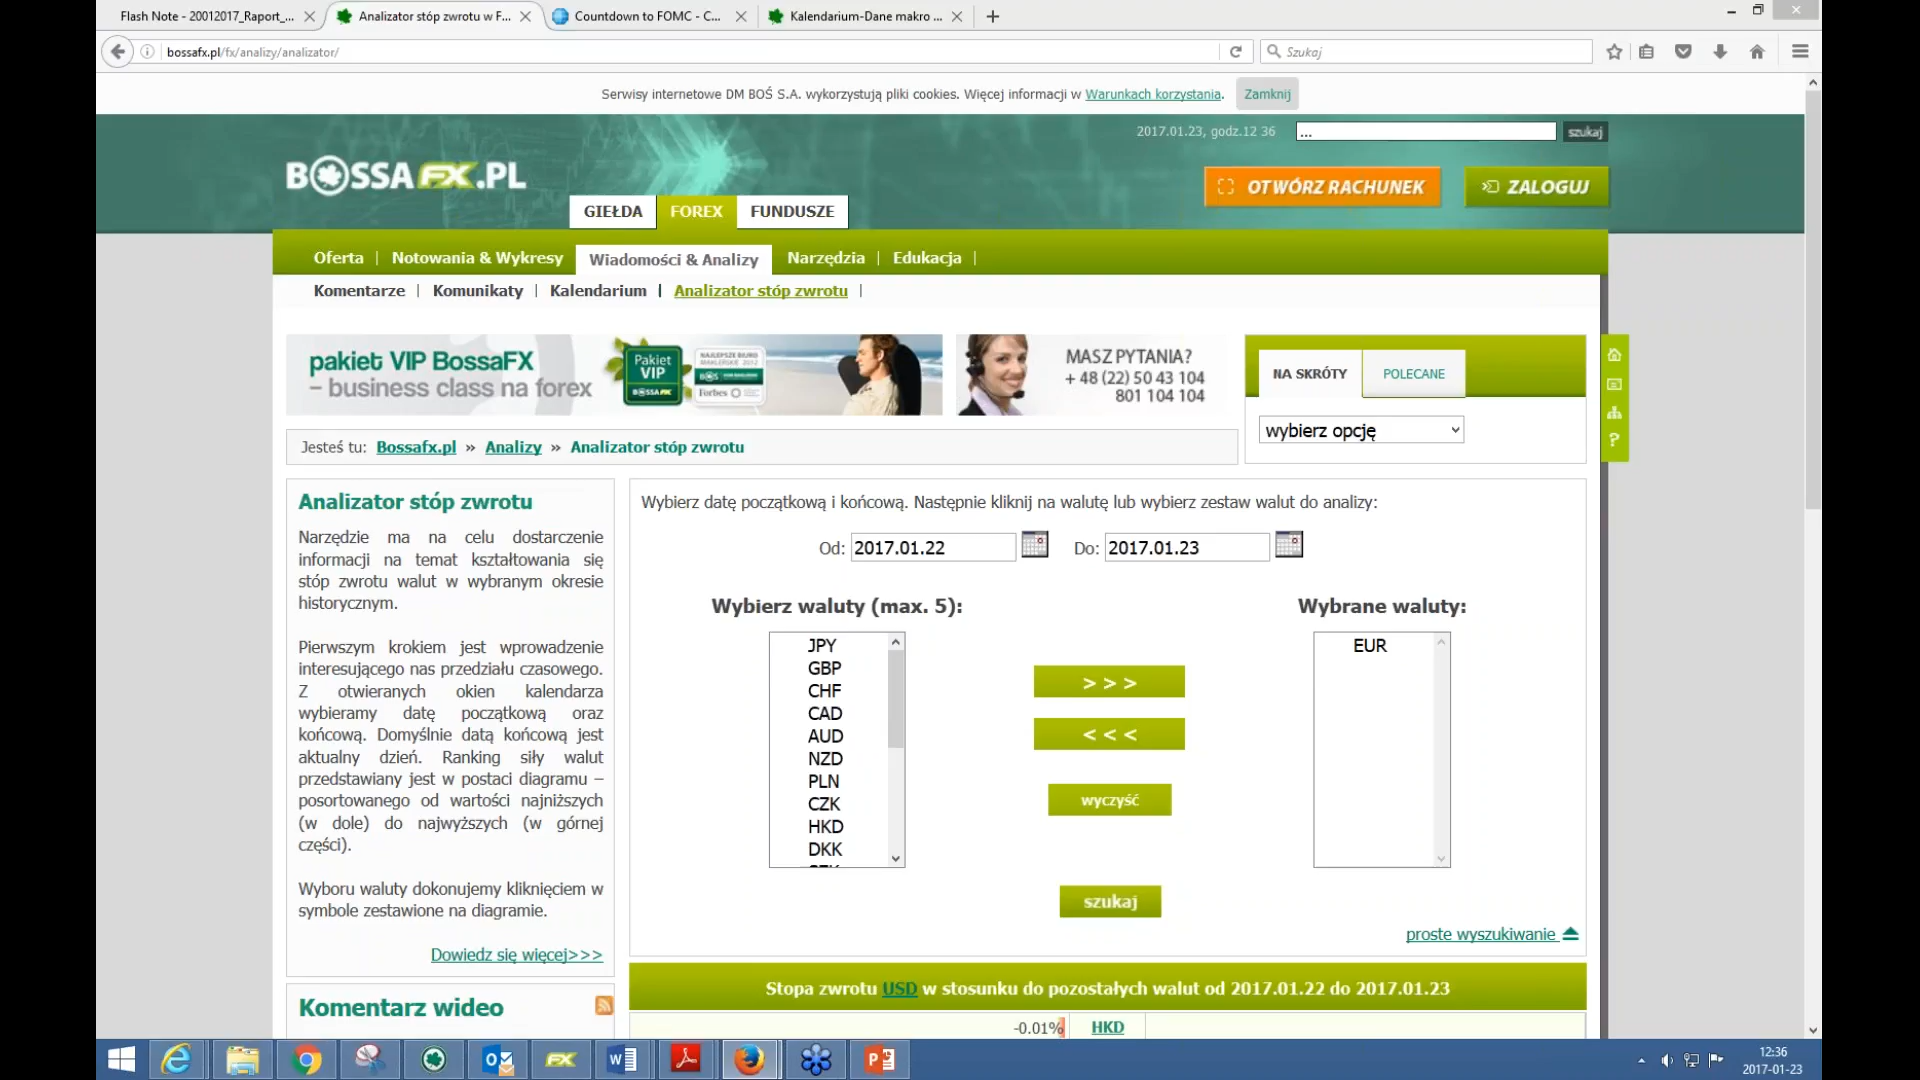 Flash Note - 20012017_Raport_...
Analizator stóp zwrotu w F...
Countdown to FOMC - C...
Kalendarium-Dane makro ...
bossafx.pl/fx/analizy/analizator/
Szukaj
Serwisy internetowe DM BOŚ S.A. wykorzystują pliki cookies. Więcej informacji w Warunkach korzystania.
Zamknij
2017.01.23, godz.12 36
...
szukaj
BOSSAFX.PL
OTWÓRZ RACHUNEK
ZALOGUJ
GIEŁDA
FOREX
FUNDUSZE
Oferta | Notowania & Wykresy
Wiadomości & Analizy
Narzędzia | Edukacja |
Komentarze | Komunikaty | Kalendarium | Analizator stóp zwrotu |
pakiet VIP BossaFX
– business class na forex
Pakiet
VIP
BOSSAFX
Forbes
MASZ PYTANIA?
+ 48 (22) 50 43 104
801 104 104
NA SKRÓTY
POLECANE
wybierz opcję
?
Jesteś tu: Bossafx.pl » Analizy » Analizator stóp zwrotu
Analizator stóp zwrotu
Narzędzie ma na celu dostarczenie
informacji na temat kształtowania się
stóp zwrotu walut w wybranym okresie
historycznym.
Pierwszym krokiem jest wprowadzenie
interesującego nas przedziału czasowego.
Z otwieranych okien kalendarza
wybieramy datę początkową oraz
końcową. Domyślnie datą końcową jest
aktualny dzień. Ranking siły walut
przedstawiany jest w postaci diagramu –
posortowanego od wartości najniższych
(w dole) do najwyższych (w górnej
części).
Wyboru waluty dokonujemy kliknięciem w
symbole zestawione na diagramie.
Dowiedz się więcej>>>
Komentarz wideo
Wybierz datę początkową i końcową. Następnie kliknij na walutę lub wybierz zestaw walut do analizy:
Od: 2017.01.22
Do: 2017.01.23
Wybierz waluty (max. 5):
Wybrane waluty:
JPY
GBP
CHF
CAD
AUD
NZD
PLN
CZK
HKD
DKK
> > >
< < <
wyczyść
szukaj
EUR
proste wyszukiwanie
Stopa zwrotu USD w stosunku do pozostałych walut od 2017.01.22 do 2017.01.23
-0.01%
HKD
12:36
2017-01-23